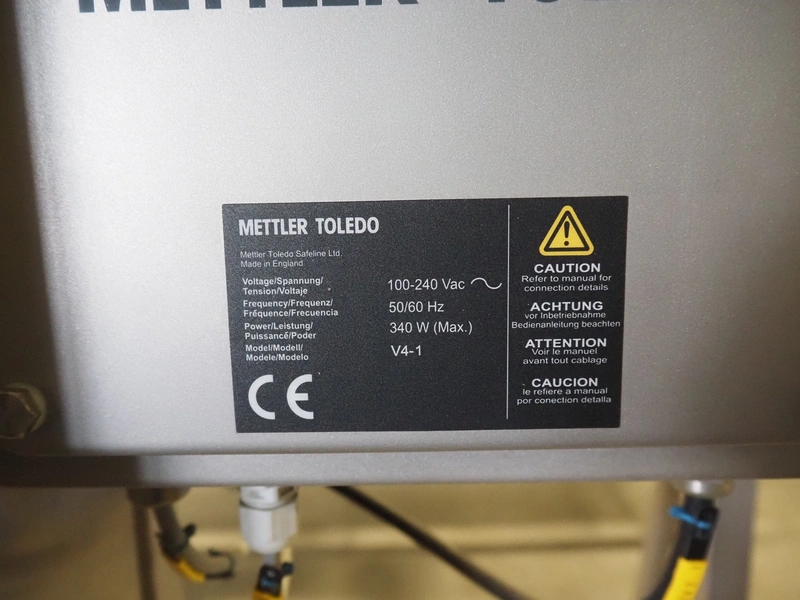 METTLER TOLEDO
METTLER TOLEDO
Mettler Toledo Safeline Ltd.
Made in England
Voltage/Spannung/
Tension/Voltaje
100-240 Vac
Frequency/Frequenz/
Fréquence/Frecuencia
50/60 Hz
Power/Leistung/
Puissance/Poder
340 W (Max.)
Model/Modell/
Modele/Modelo
V4-1
CE
CAUTION
Refer to manual for
connection details
ACHTUNG
vor Inbetriebnahme
Bedienanleitung beachten
ATTENTION
Voir le manuel
avant tout cablage
CAUCION
le refiere a manual
por conection detalla